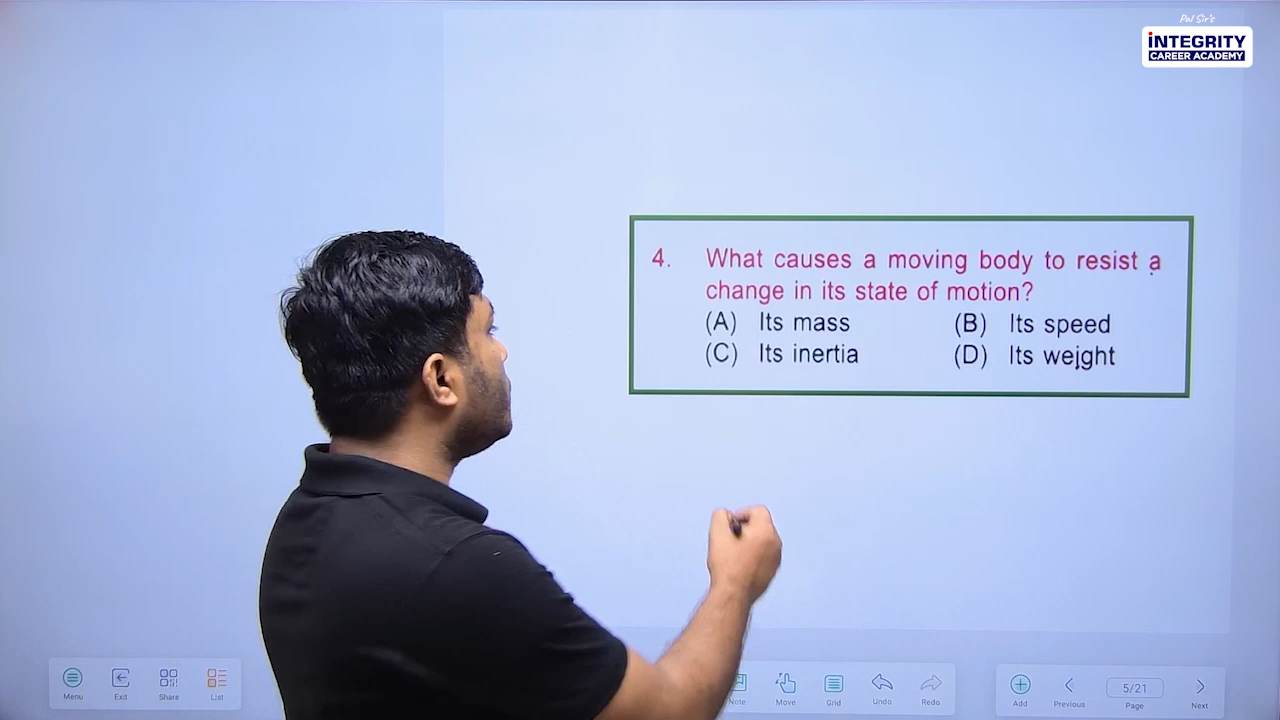 Pal Sir's
iNTEGRITY
CAREER ACADEMY
4. What causes a moving body to resist a
change in its state of motion?
(A) Its mass (B) Its speed
(C) Its inertia (D) Its weight
Menu Exit Share List Note Move Grid Undo Redo Add Previous 5/21 Page Next